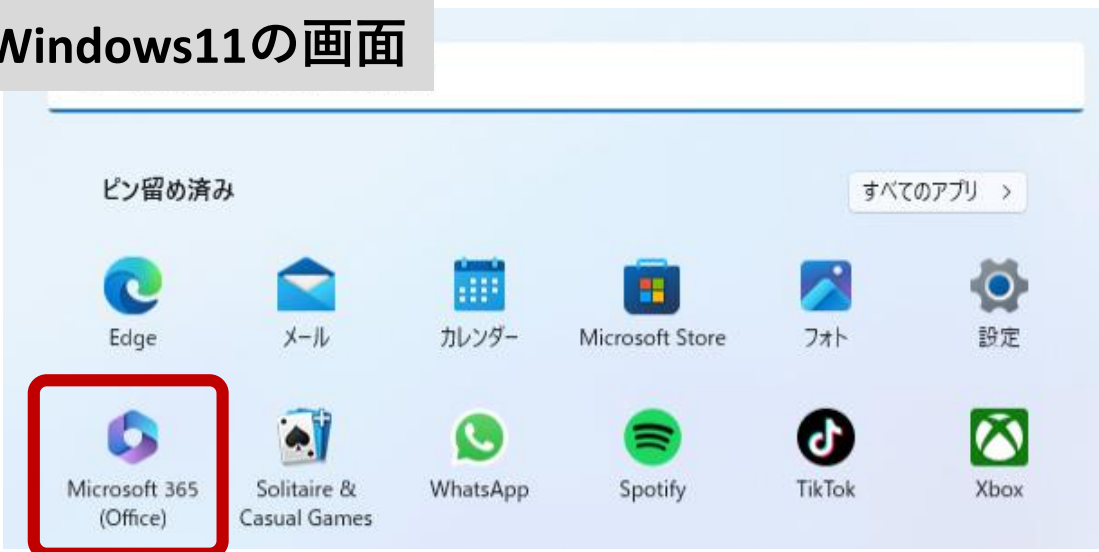 Windows11の画面
ピン留め済み
すべてのアプリ >
Edge
メール
カレンダー
Microsoft Store
フォト
設定
Microsoft 365
(Office)
Solitaire &
Casual Games
WhatsApp
Spotify
TikTok
Xbox